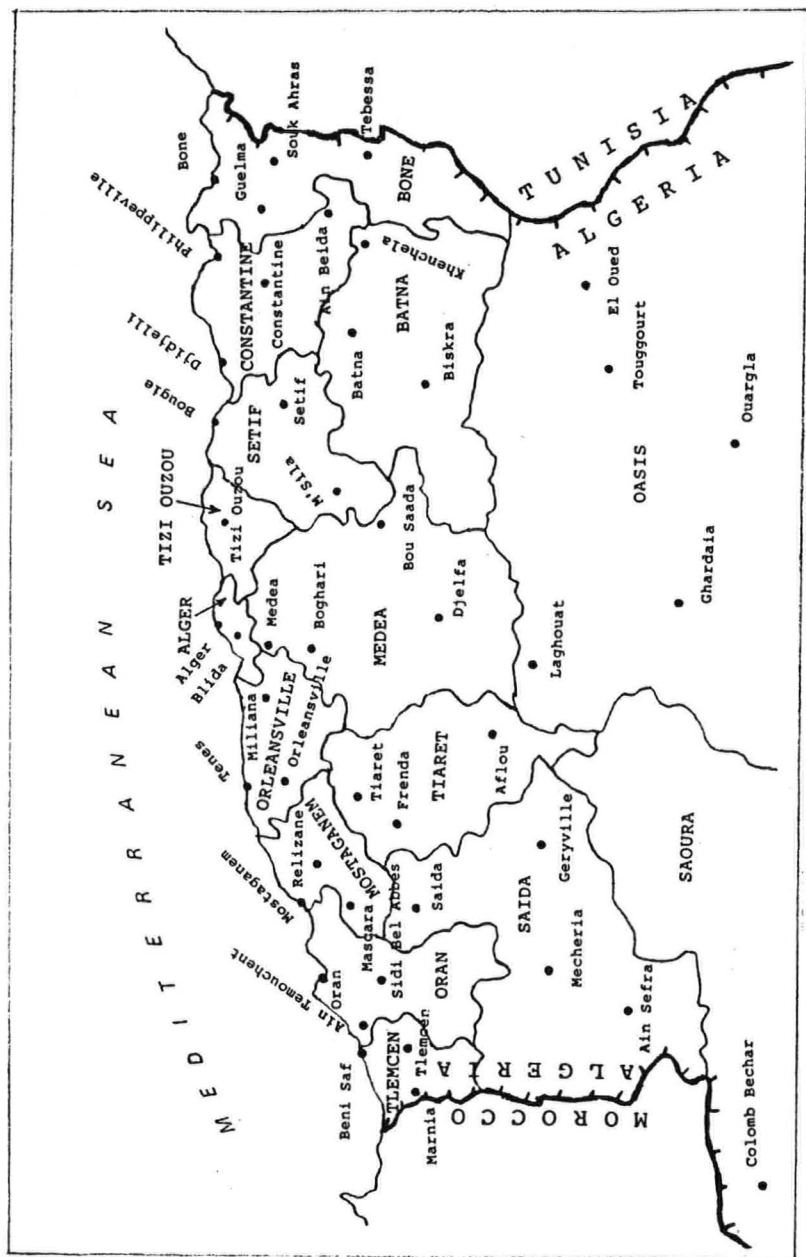 MEDITERRANEAN SEA
MOROCCO
ALGERIA
TUNISIA
ALGERIA
Beni Saf
Ain Temouchent
TLEMCEN
Tlemcen
Marnia
Oran
ORAN
Sidi Bel Abbes
Mostaganem
MOSTAGANEM
Relizane
Mascara
Tenes
ORLEANSVILLE
Orleansville
Miliana
ALGER
Alger
Blida
Medea
Boghari
MEDEA
Bou Saada
Djelfa
TIZI OUZOU
Tizi Ouzou
Bougie
SETIF
Setif
M'Sila
Djidjelli
Philippeville
CONSTANTINE
Constantine
Ain Beida
Bone
Guelma
Souk Ahras
Tebessa
BONE
Khenchela
BATNA
Batna
Biskra
Tiaret
Frenda
TIARET
Aflou
Saida
SAIDA
Geryville
Mecheria
Ain Sefra
SAOURA
Colomb Bechar
Laghouat
Ghardaia
OASIS
Ouargla
Touggourt
El Oued